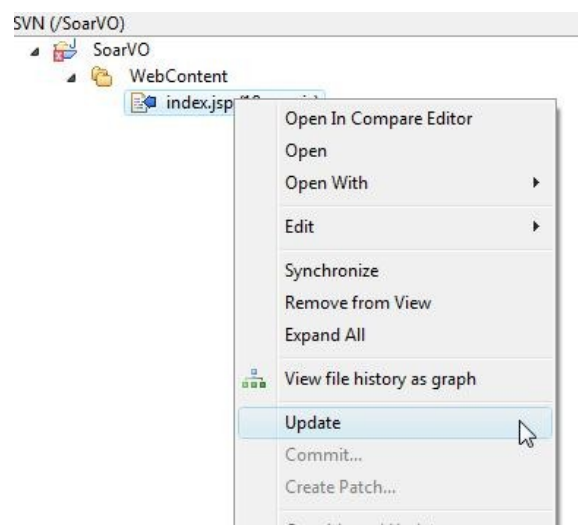 SVN (/SoarVO)
SoarVO
WebContent
index.jsp
Open In Compare Editor
Open
Open With
Edit
Synchronize
Remove from View
Expand All
View file history as graph
Update
Commit...
Create Patch...